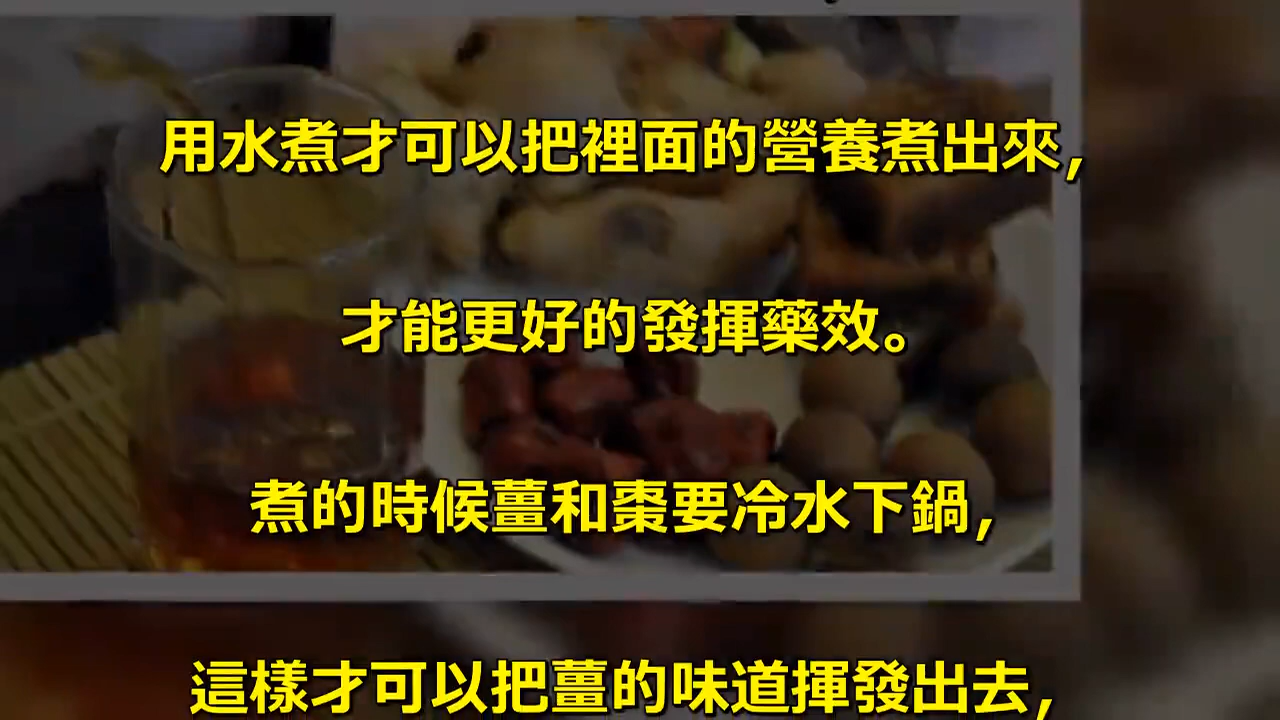 用水煮才可以把裡面的營養煮出來，
才能更好的發揮藥效。
煮的時候薑和棗要冷水下鍋，
這樣才可以把薑的味道揮發出去，